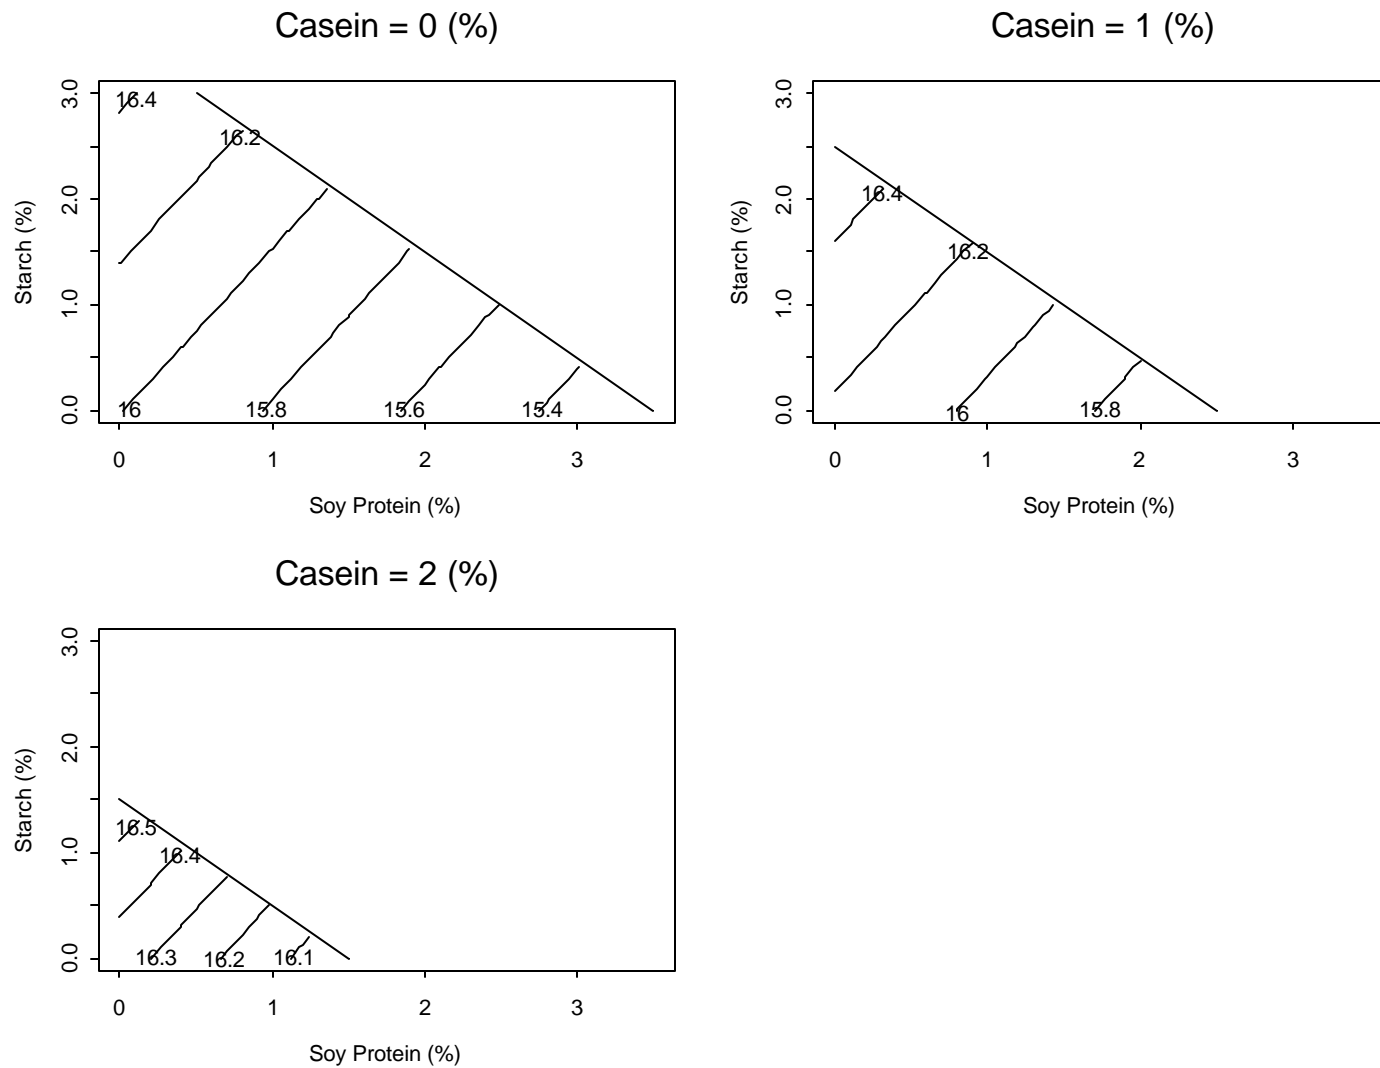 Casein = 0 (%)
Starch (%)
3.0
2.0
1.0
0.0
16.4
16.2
16
15.8
15.6
15.4
0 1 2 3
Soy Protein (%)
Casein = 1 (%)
Starch (%)
3.0
2.0
1.0
0.0
16.4
16.2
16
15.8
0 1 2 3
Soy Protein (%)
Casein = 2 (%)
Starch (%)
3.0
2.0
1.0
0.0
16.5
16.4
16.3
16.2
16.1
0 1 2 3
Soy Protein (%)